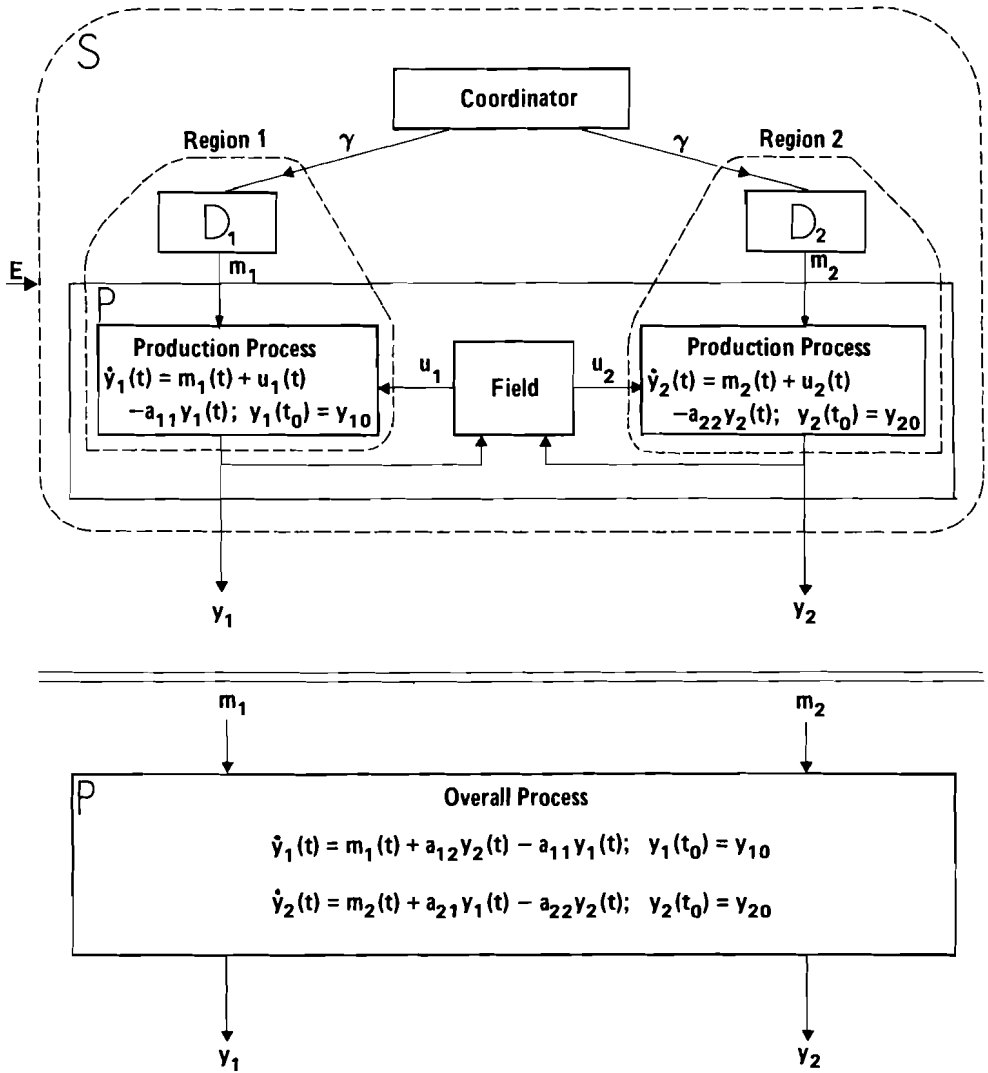 S
Coordinator
Region 1
γ
γ
Region 2
D₁
D₂
m₁
m₂
E
P
Production Process
ẏ₁(t) = m₁(t) + u₁(t)
−a₁₁y₁(t); y₁(t₀) = y₁₀
u₁
Field
u₂
Production Process
ẏ₂(t) = m₂(t) + u₂(t)
−a₂₂y₂(t); y₂(t₀) = y₂₀
y₁
y₂
m₁
m₂
P
Overall Process
ẏ₁(t) = m₁(t) + a₁₂y₂(t) − a₁₁y₁(t); y₁(t₀) = y₁₀
ẏ₂(t) = m₂(t) + a₂₁y₁(t) − a₂₂y₂(t); y₂(t₀) = y₂₀
y₁
y₂